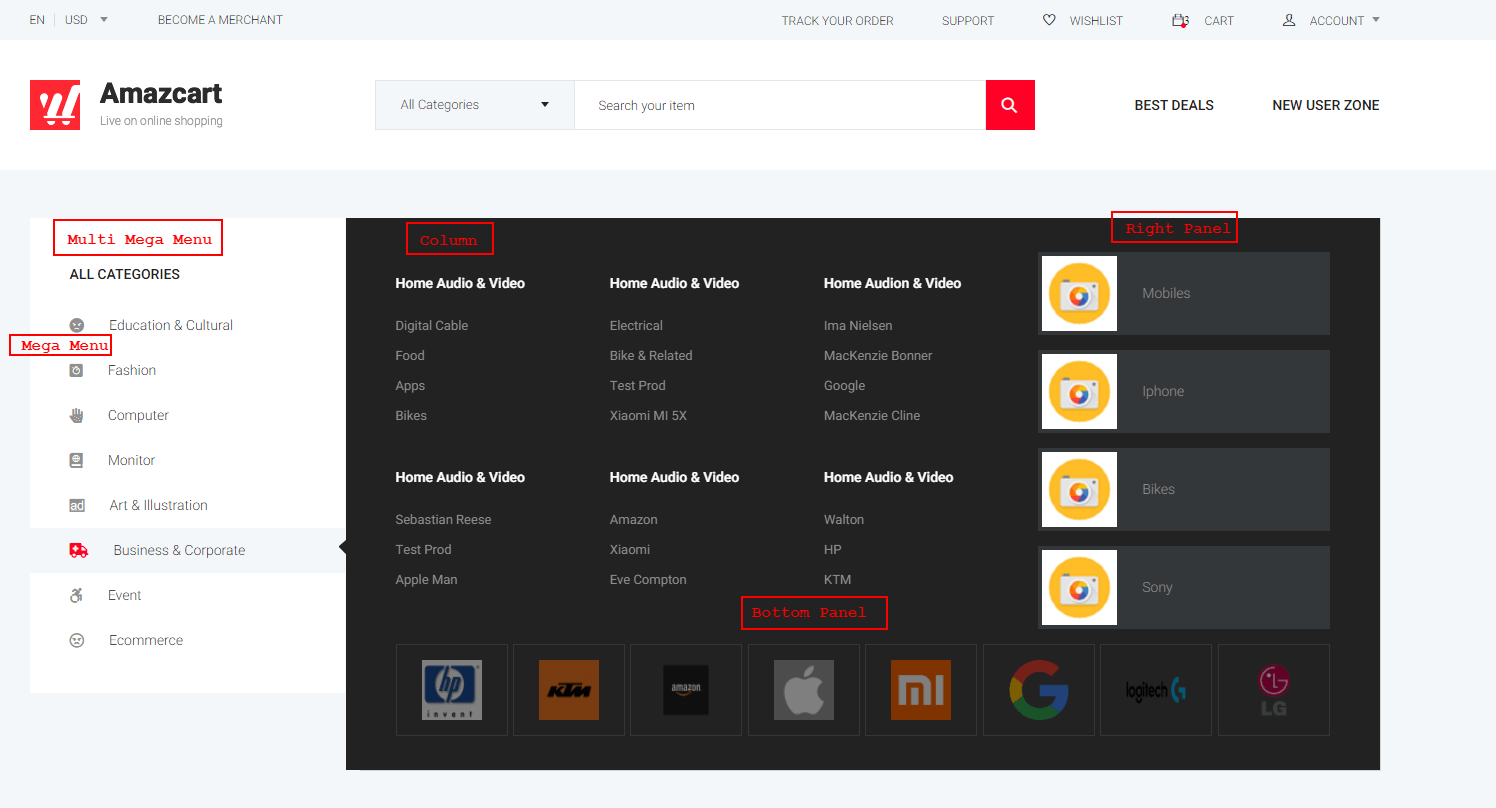 EN USD BECOME A MERCHANT TRACK YOUR ORDER SUPPORT WISHLIST 3 CART ACCOUNT
Amazcart
Live on online shopping
All Categories Search your item BEST DEALS NEW USER ZONE
Multi Mega Menu
Column
Right Panel
ALL CATEGORIES
Education & Cultural
Mega Menu
Fashion
Computer
Monitor
ad Art & Illustration
Business & Corporate
Event
Ecommerce
Home Audio & Video
Digital Cable
Food
Apps
Bikes
Home Audio & Video
Electrical
Bike & Related
Test Prod
Xiaomi MI 5X
Home Audion & Video
Ima Nielsen
MacKenzie Bonner
Google
MacKenzie Cline
Home Audio & Video
Sebastian Reese
Test Prod
Apple Man
Home Audio & Video
Amazon
Xiaomi
Eve Compton
Home Audio & Video
Walton
HP
KTM
Mobiles
Iphone
Bikes
Sony
Bottom Panel
hp
invent
KTM
amazon
mi
G
logitech G
LG